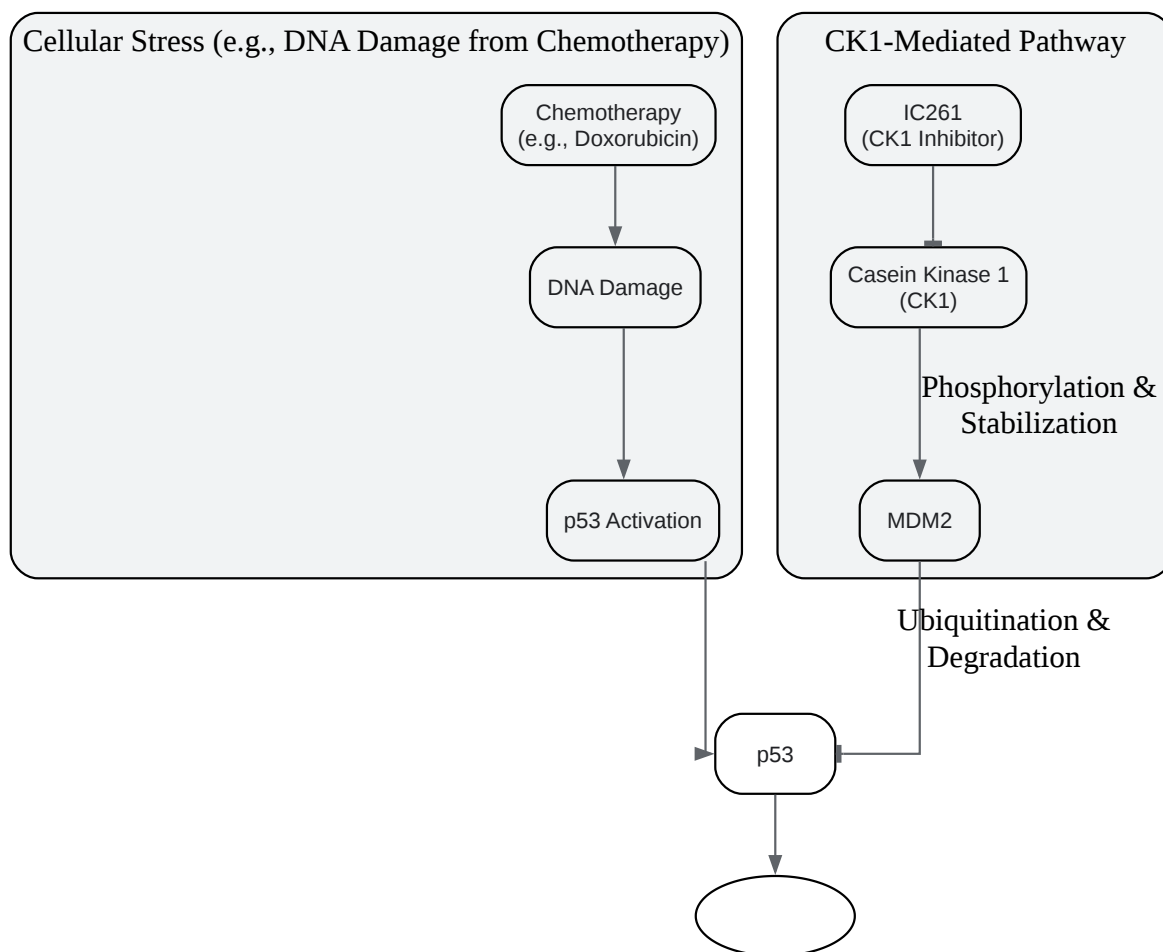 Cellular Stress (e.g., DNA Damage from Chemotherapy)
Chemotherapy
(e.g., Doxorubicin)
DNA Damage
p53 Activation
CK1-Mediated Pathway
IC261
(CK1 Inhibitor)
Casein Kinase 1
(CK1)
Phosphorylation &
Stabilization
MDM2
Ubiquitination &
Degradation
p53